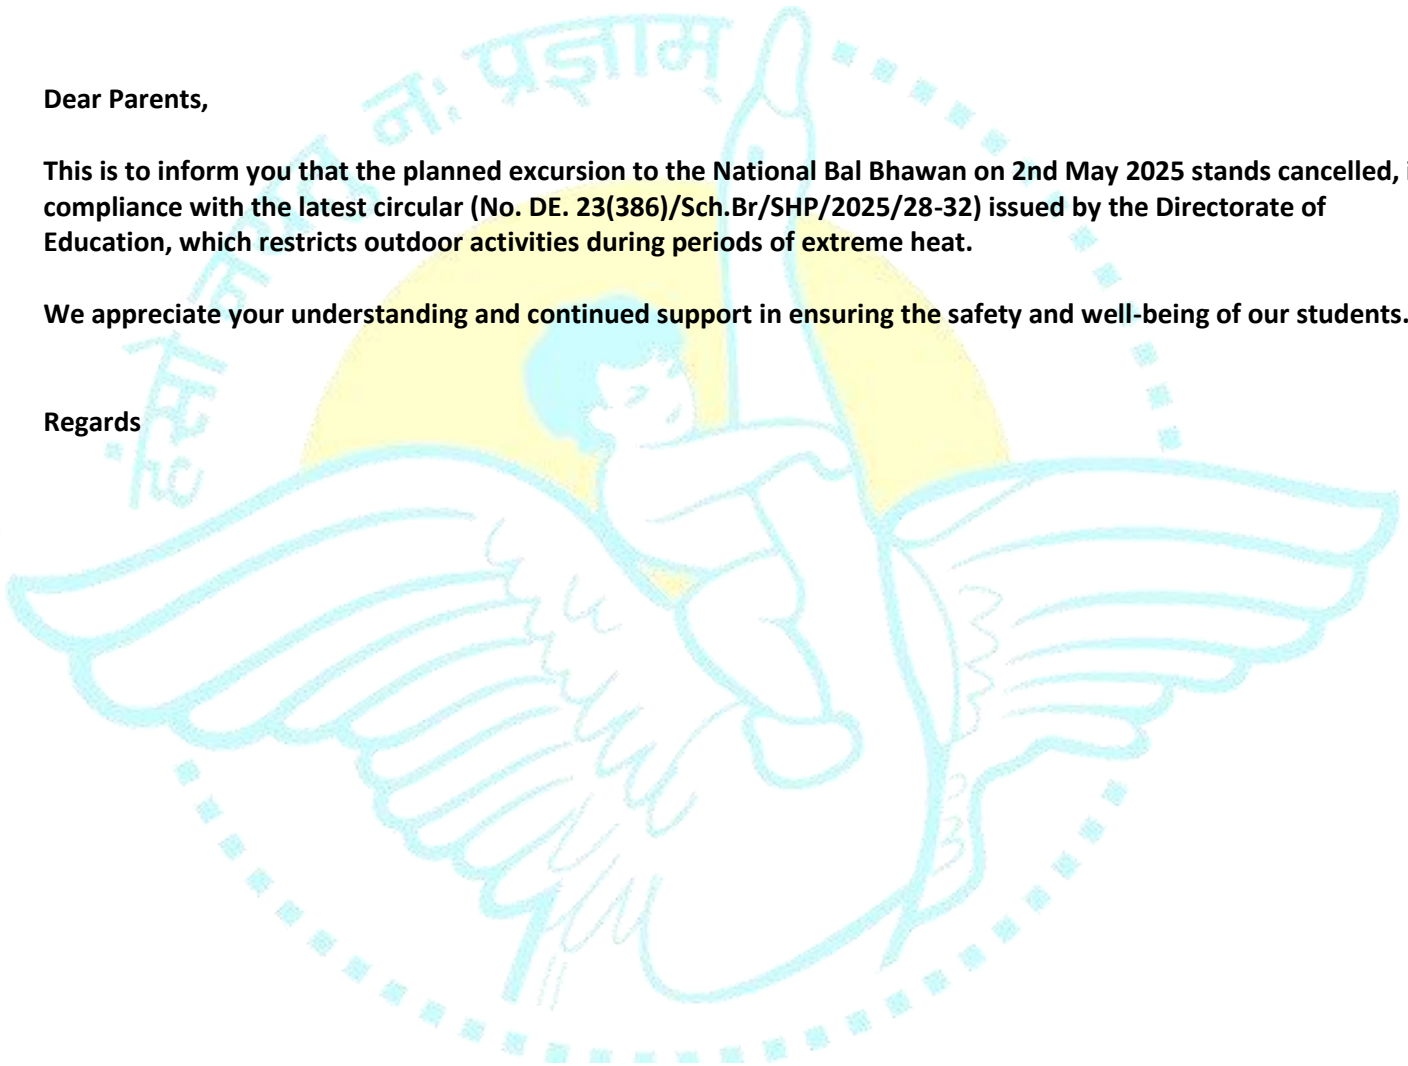 हंसो नयतु नः प्रज्ञाम्
Dear Parents,
This is to inform you that the planned excursion to the National Bal Bhawan on 2nd May 2025 stands cancelled, i
compliance with the latest circular (No. DE. 23(386)/Sch.Br/SHP/2025/28-32) issued by the Directorate of
Education, which restricts outdoor activities during periods of extreme heat.
We appreciate your understanding and continued support in ensuring the safety and well-being of our students.
Regards